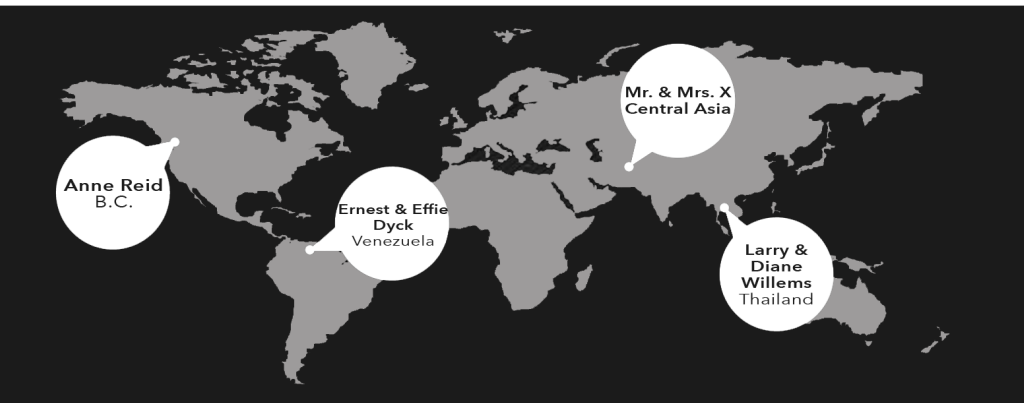 Mr. & Mrs. X
Central Asia
Anne Reid
B.C.
Ernest & Effie
Dyck
Venezuela
Larry &
Diane
Willems
Thailand